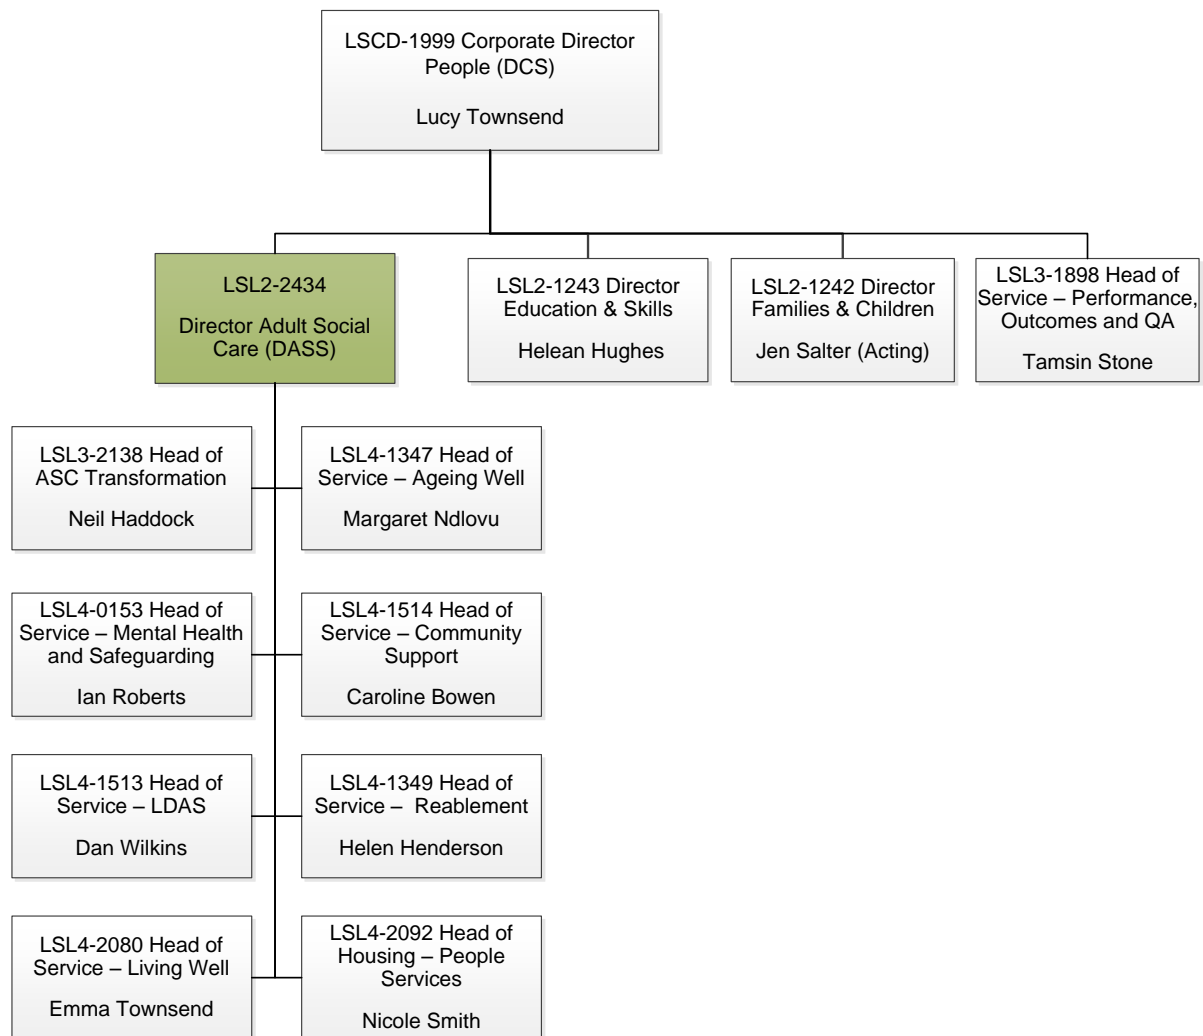 LSCD-1999 Corporate Director
People (DCS)
Lucy Townsend
LSL2-2434
Director Adult Social
Care (DASS)
LSL2-1243 Director
Education & Skills
Helean Hughes
LSL2-1242 Director
Families & Children
Jen Salter (Acting)
LSL3-1898 Head of
Service – Performance,
Outcomes and QA
Tamsin Stone
LSL3-2138 Head of
ASC Transformation
Neil Haddock
LSL4-1347 Head of
Service – Ageing Well
Margaret Ndlovu
LSL4-0153 Head of
Service – Mental Health
and Safeguarding
Ian Roberts
LSL4-1514 Head of
Service – Community
Support
Caroline Bowen
LSL4-1513 Head of
Service – LDAS
Dan Wilkins
LSL4-1349 Head of
Service –  Reablement
Helen Henderson
LSL4-2080 Head of
Service – Living Well
Emma Townsend
LSL4-2092 Head of
Housing – People
Services
Nicole Smith